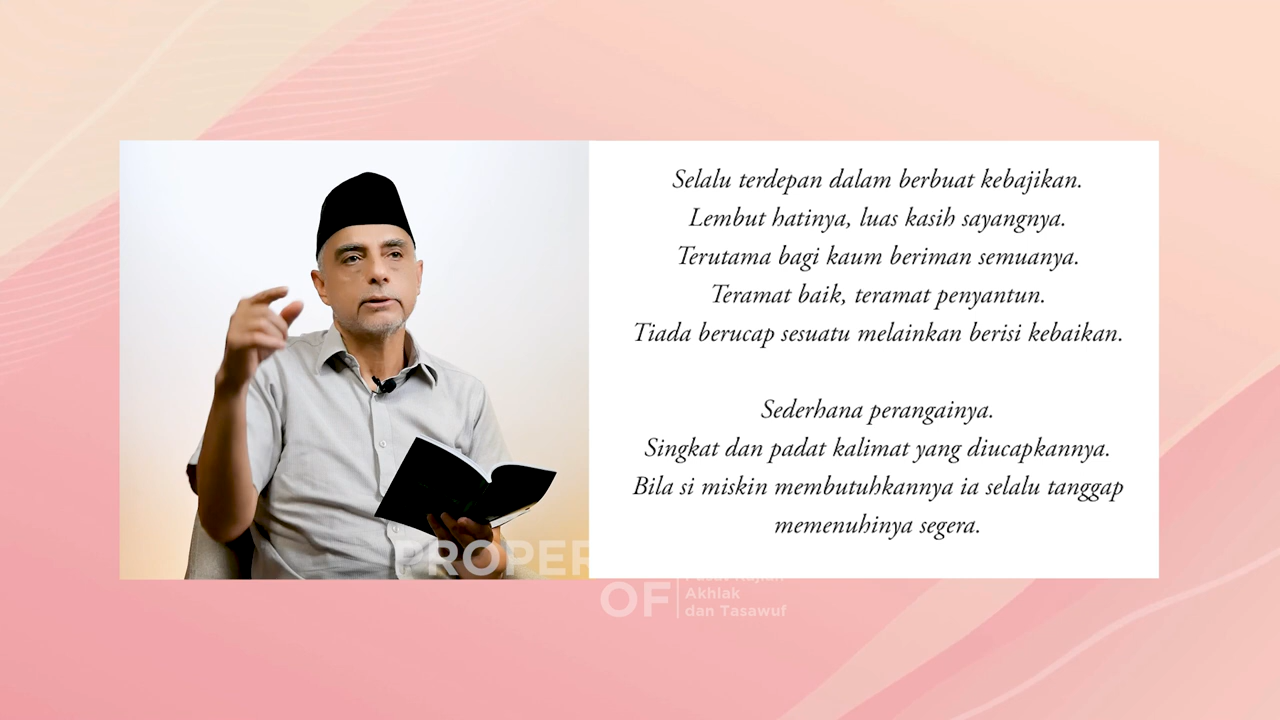 Selalu terdepan dalam berbuat kebajikan.
Lembut hatinya, luas kasih sayangnya.
Terutama bagi kaum beriman semuanya.
Teramat baik, teramat penyantun.
Tiada berucap sesuatu melainkan berisi kebaikan.
Sederhana perangainya.
Singkat dan padat kalimat yang diucapkannya.
Bila si miskin membutuhkannya ia selalu tanggap
memenuhinya segera.
OF
Akhlak
dan Tasawuf